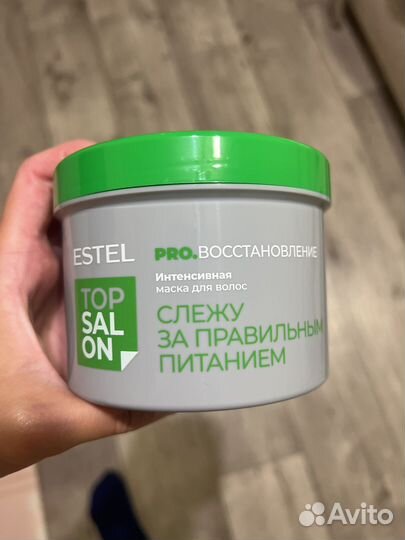 ESTEL
TOP
SAL
ON
PRO.ВОССТАНОВЛЕНИЕ
Интенсивная
маска для волос
СЛЕЖУ
ЗА ПРАВИЛЬНЫМ
ПИТАНИЕМ
Avito